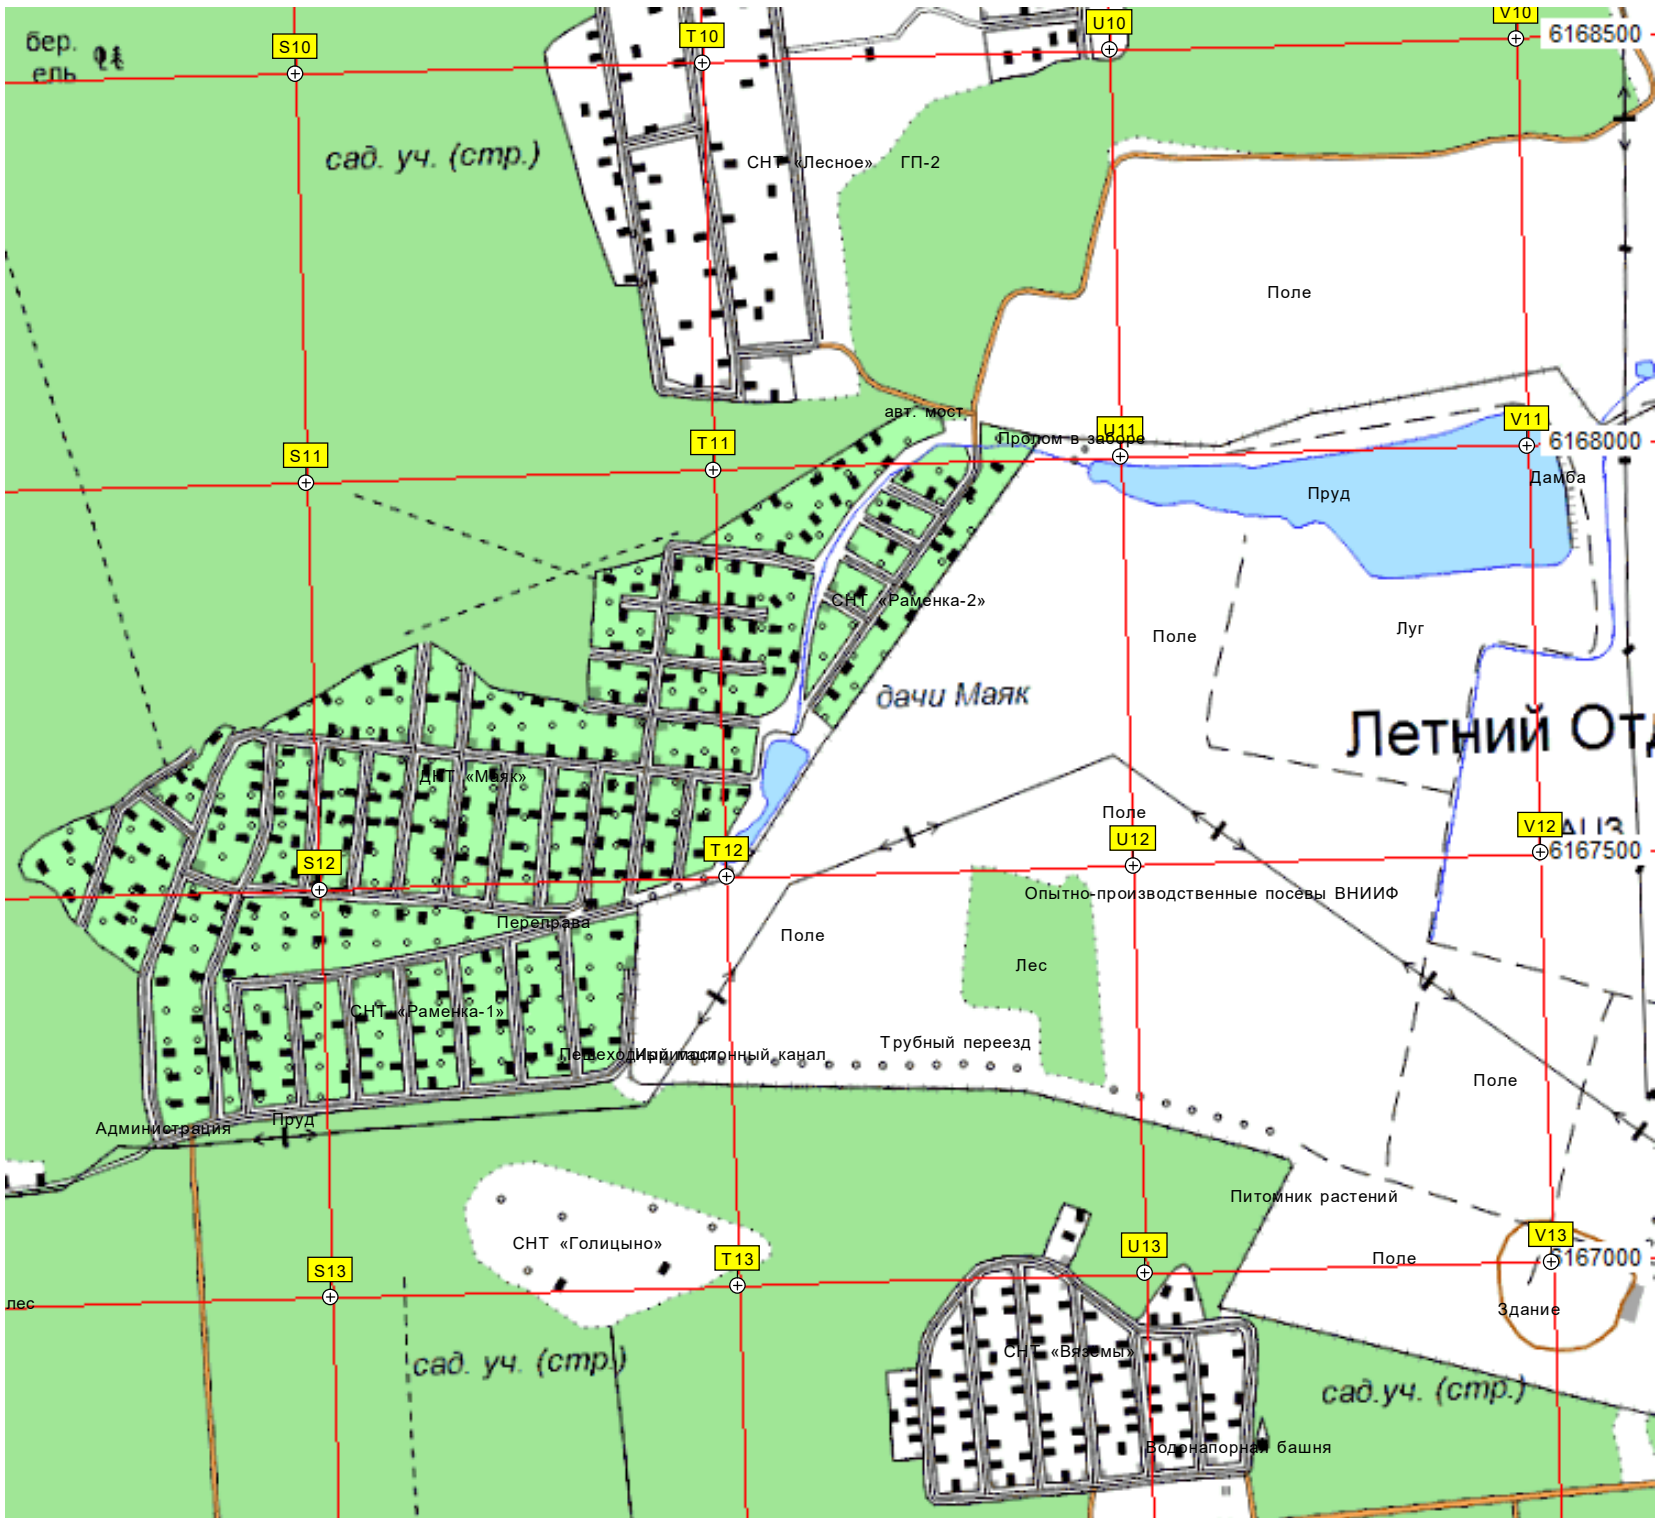 V10
U10
6168500
T10
бер.
S10
ель
сад. уч. (стр.)
СНТ «Лесное»
ГП-2
Поле
авт. мост
V11
U11
Пролом в заборе
T11
6168000
S11
Дамба
Пруд
СНТ «Раменка-2»
Луг
Поле
дачи Маяк
Летний От
ДНТ «Маяк»
Поле
V12
U12
T12
6167500
S12
Опытно-производственные посевы ВНИИФ
Переправа
Поле
Лес
СНТ «Раменка-1»
Трубный переезд
Поле
Пруд
Администрация
Питомник растений
V13
СНТ «Голицыно»
U13
T13
Поле
6167000
S13
лес
Здание
СНТ «Вяземы»
сад. уч. (стр.)
сад.уч. (стр.)
Водонапорная башня